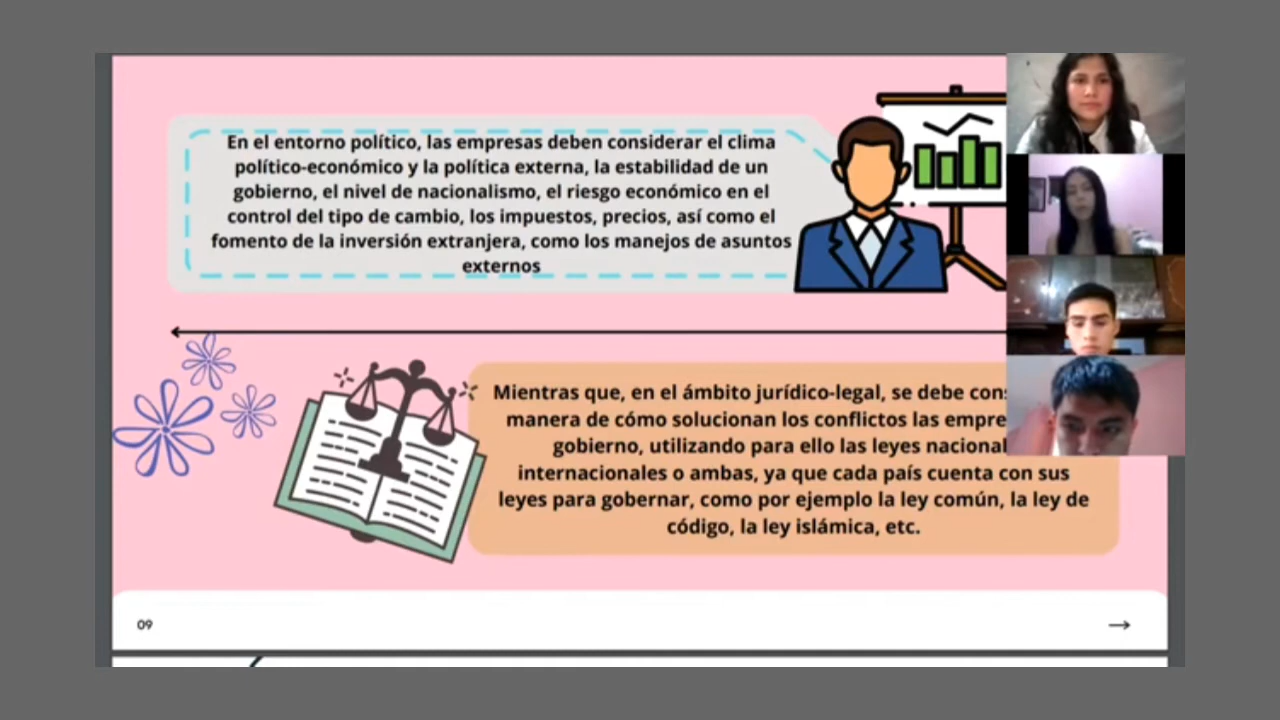 En el entorno político, las empresas deben considerar el clima
político-económico y la política externa, la estabilidad de un
gobierno, el nivel de nacionalismo, el riesgo económico en el
control del tipo de cambio, los impuestos, precios, así como el
fomento de la inversión extranjera, como los manejos de asuntos
externos
Mientras que, en el ámbito jurídico-legal, se debe
manera de cómo solucionan los conflictos las
gobierno, utilizando para ello las leyes
internacionales o ambas, ya que cada país cuenta con sus
leyes para gobernar, como por ejemplo la ley común, la ley de
código, la ley islámica, etc.
09